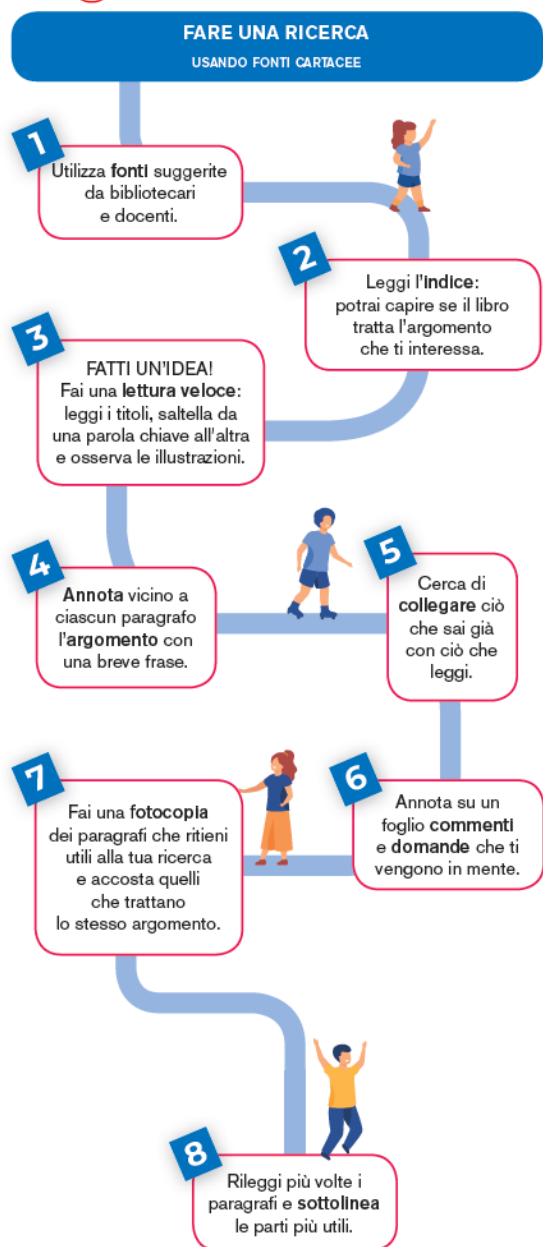 FARE UNA RICERCA
USANDO FONTI CARTACEE
1
Utilizza fonti suggerite
da bibliotecari
e docenti.
2
Leggi l'indice:
potrai capire se il libro
tratta l'argomento
che ti interessa.
3
FATTI UN'IDEA!
Fai una lettura veloce:
leggi i titoli, saltella da
una parola chiave all'altra
e osserva le illustrazioni.
4
Annota vicino a
ciascun paragrafo
l'argomento con
una breve frase.
5
Cerca di
collegare ciò
che sai già
con ciò che
leggi.
6
Annota su un
foglio commenti
e domande che ti
vengono in mente.
7
Fai una fotocopia
dei paragrafi che ritieni
utili alla tua ricerca
e accosta quelli
che trattano
lo stesso argomento.
8
Rileggi più volte i
paragrafi e sottolinea
le parti più utili.